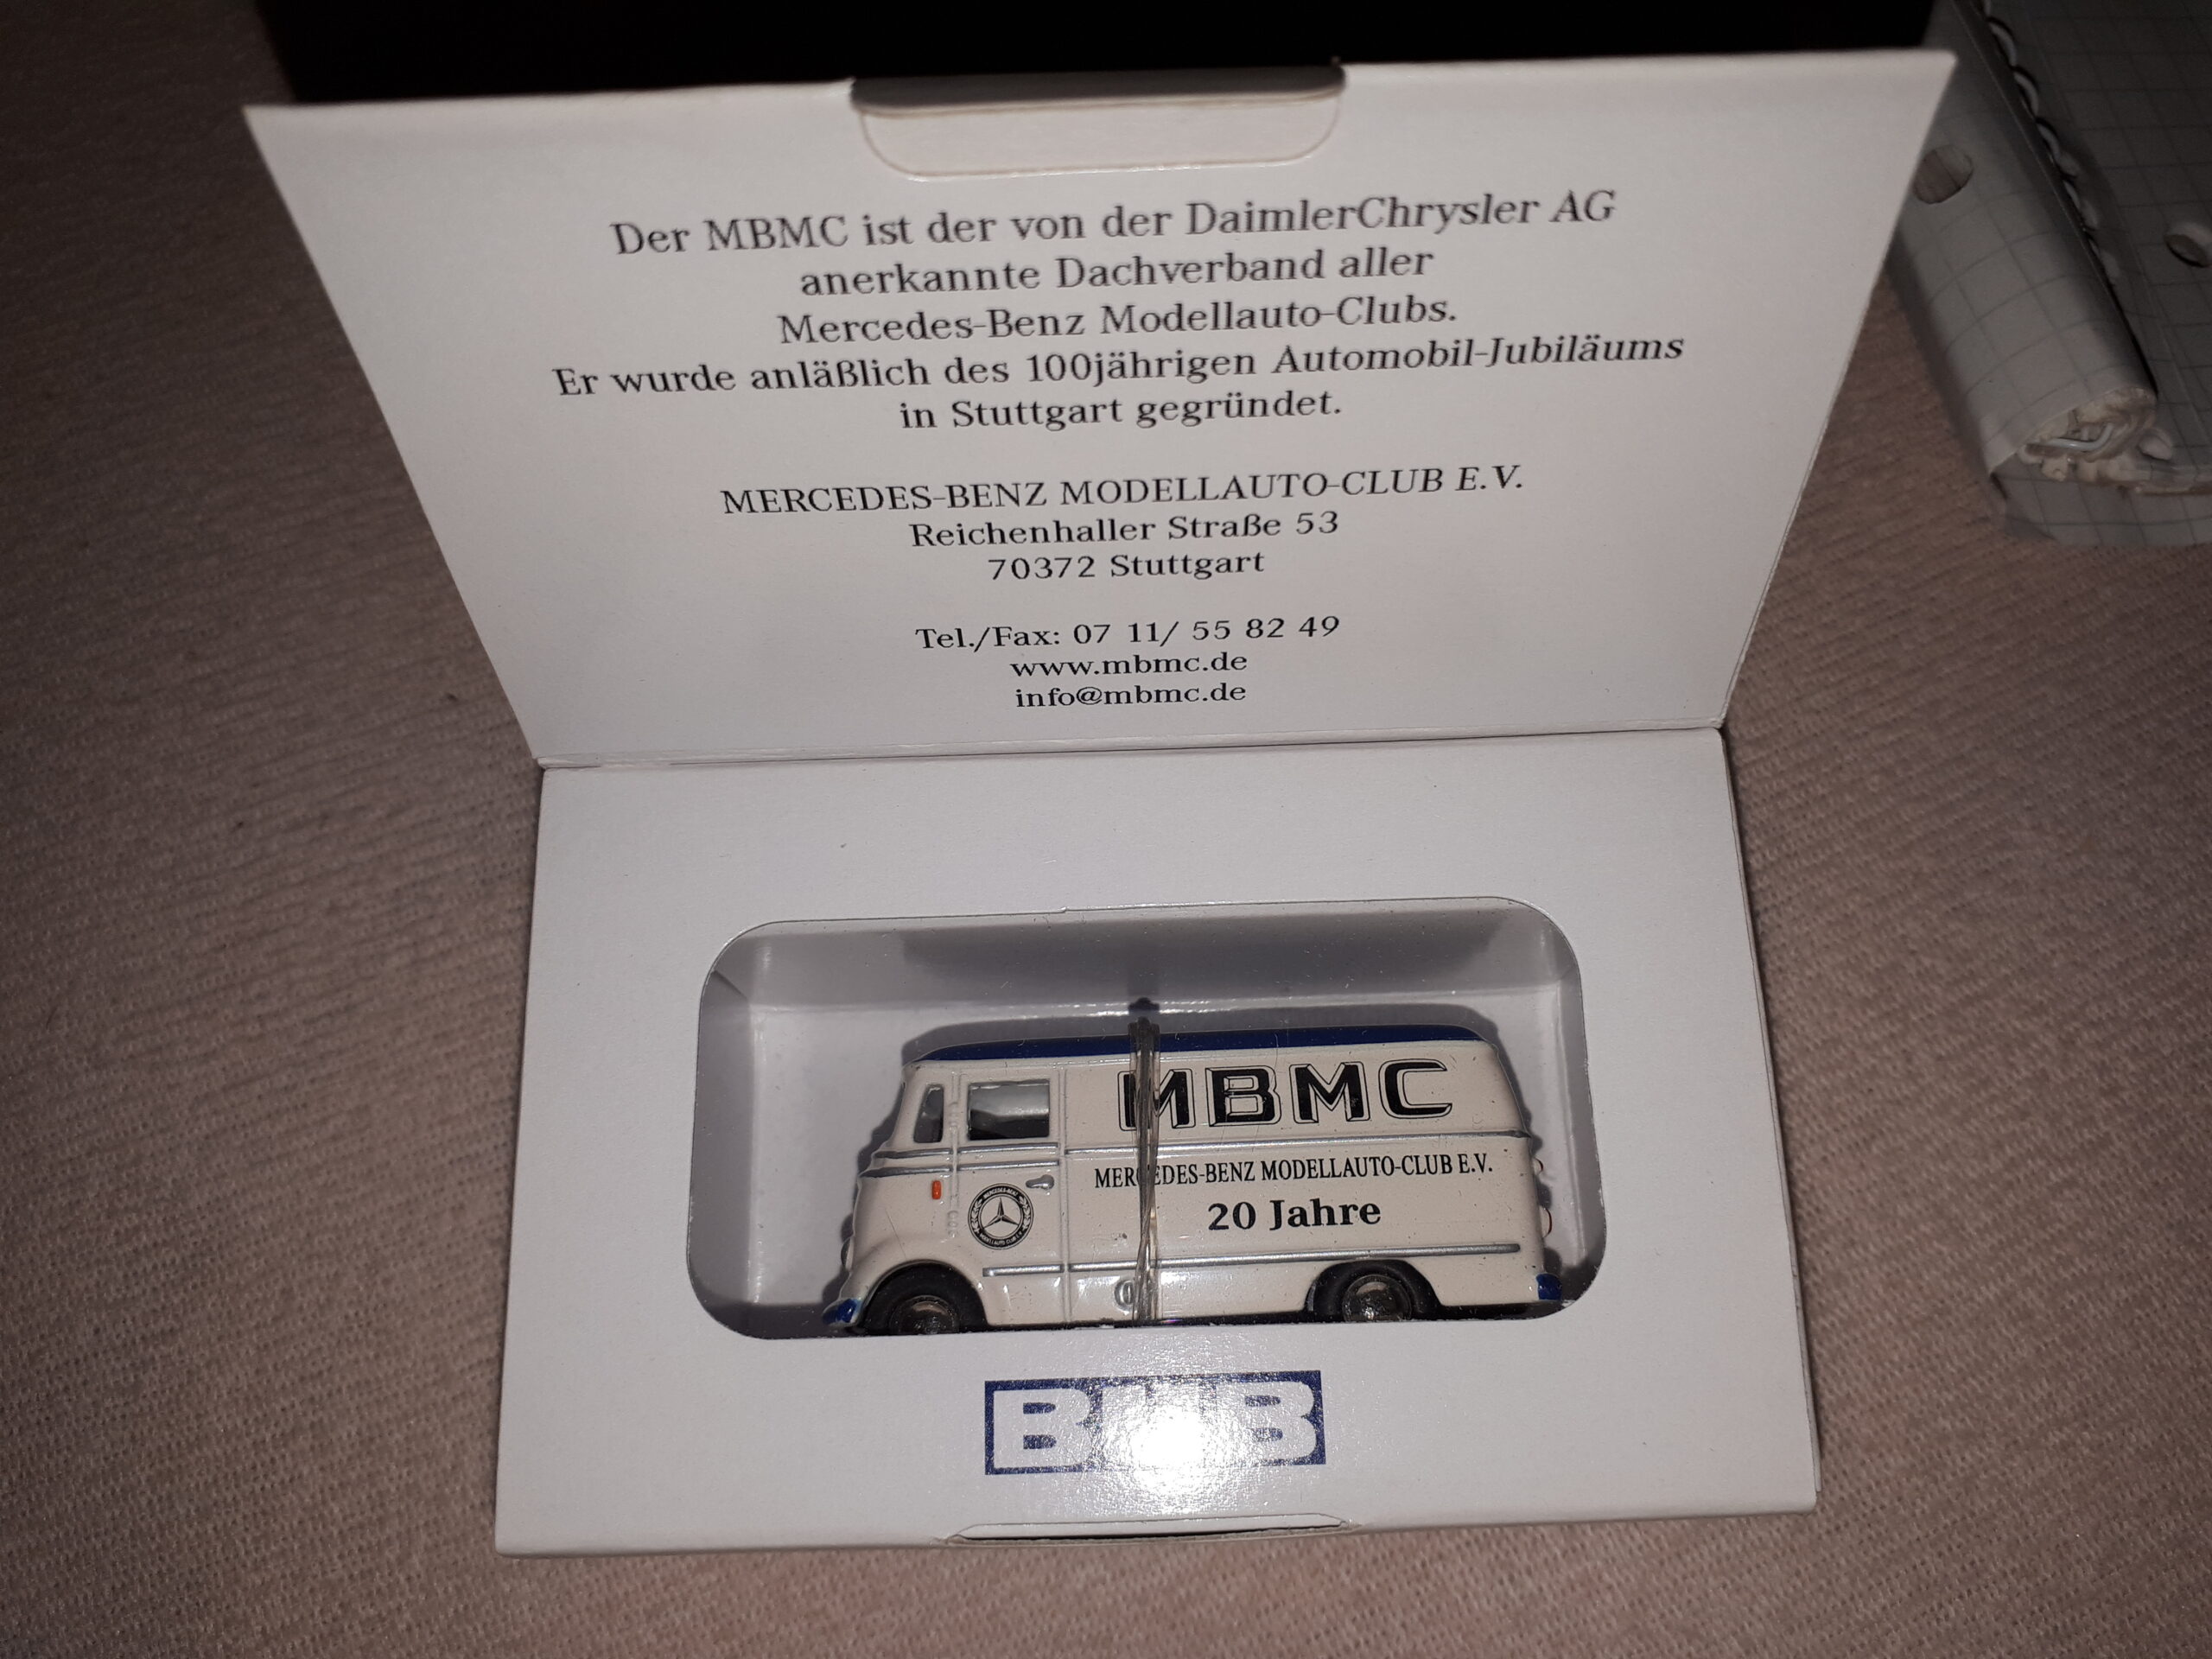 Der MBMC ist der von der DaimlerChrysler AG
anerkannte Dachverband aller
Mercedes-Benz Modellauto-Clubs.
Er wurde anläßlich des 100jährigen Automobil-Jubiläums
in Stuttgart gegründet.
MERCEDES-BENZ MODELLAUTO-CLUB E.V.
Reichenhaller Straße 53
70372 Stuttgart
Tel./Fax: 07 11/ 55 82 49
www.mbmc.de
info@mbmc.de
MBMC
MERCEDES-BENZ MODELLAUTO-CLUB E.V.
20 Jahre